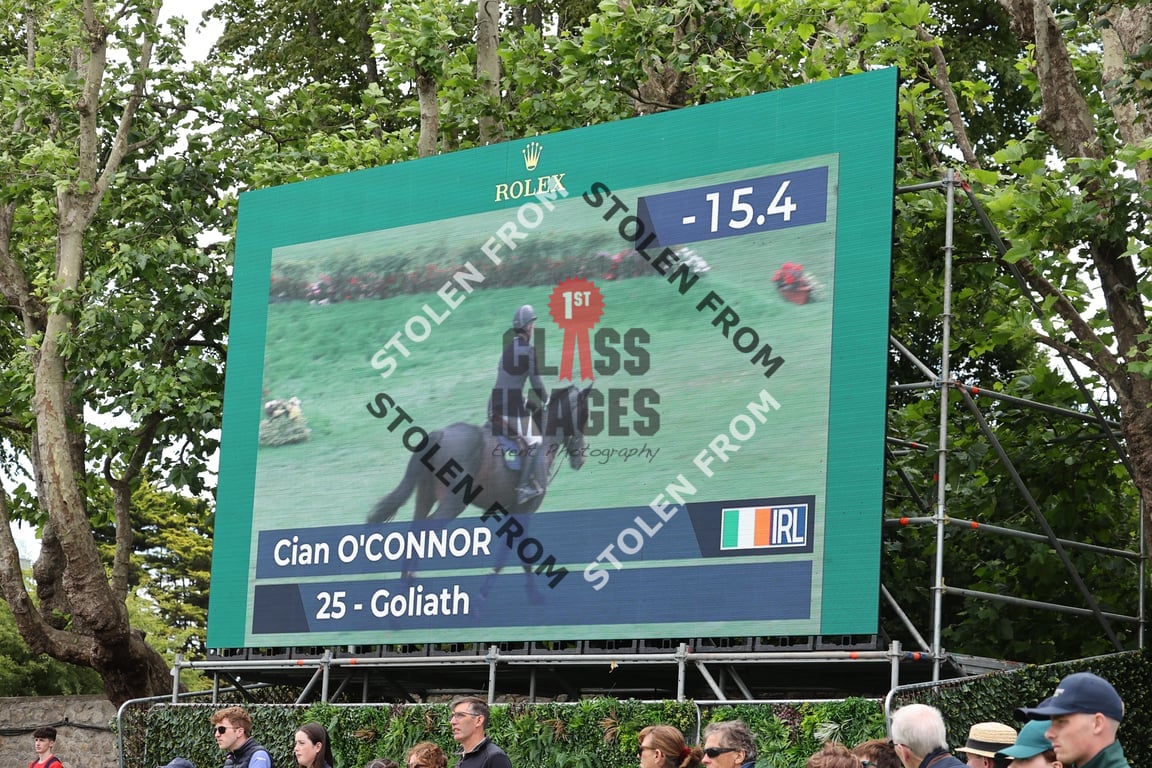 ROLEX
- 15.4
STOLEN FROM
STOLEN FROM
1ST
CLASS
IMAGES
Event Photography
STOLEN FROM
STOLEN FROM
Cian O'CONNOR
IRL
25 - Goliath